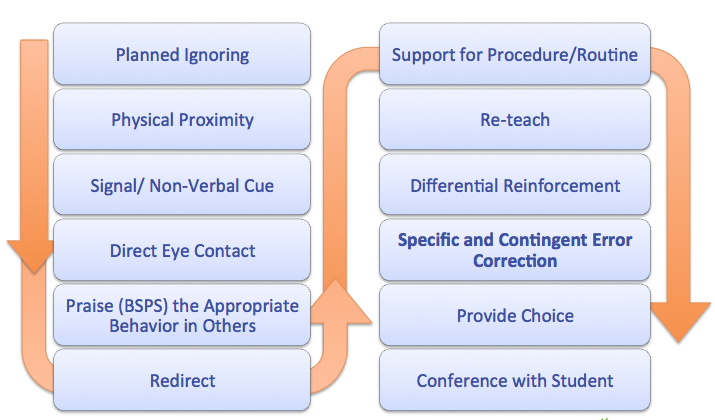 Planned Ignoring
Physical Proximity
Signal/ Non-Verbal Cue
Direct Eye Contact
Praise (BSPS) the Appropriate
Behavior in Others
Redirect
Support for Procedure/Routine
Re-teach
Differential Reinforcement
Specific and Contingent Error
Correction
Provide Choice
Conference with Student